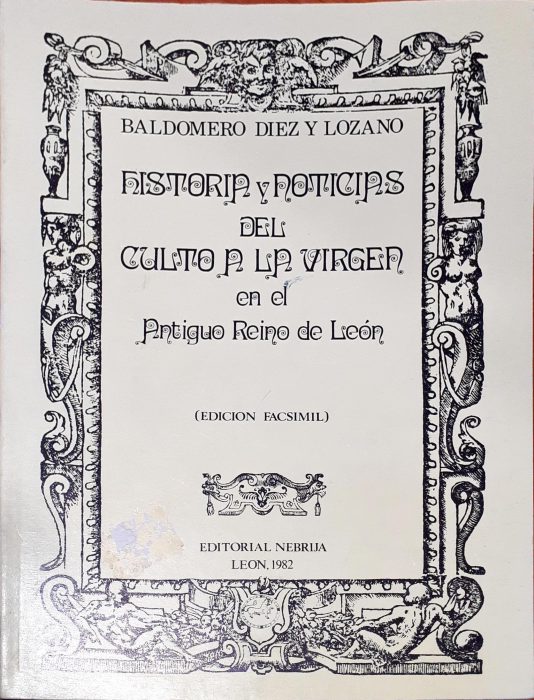 BALDOMERO DIEZ Y LOZANO
HISTORIA y NOTICIAS
DEL
CULTO A LA VIRGEN
en el
Antiguo Reino de León
(EDICION FACSIMIL)
EDITORIAL NEBRIJA
LEON, 1982